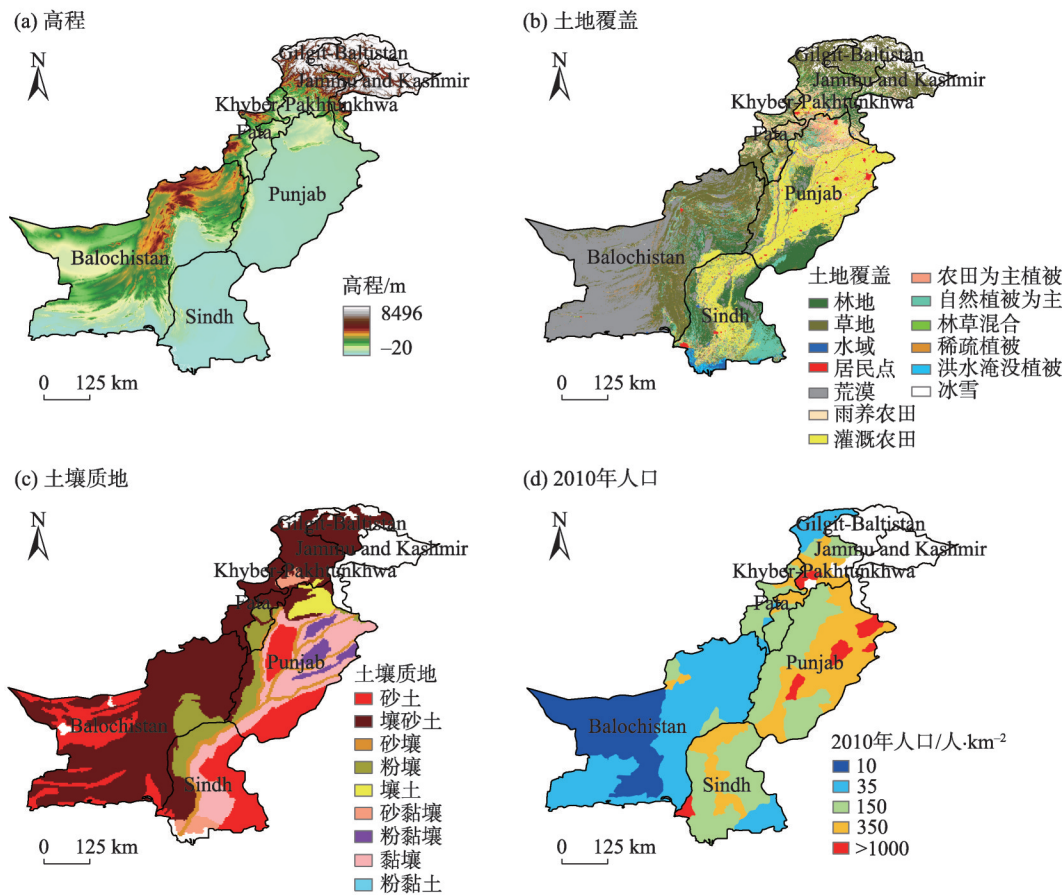 (a) 高程
N
Gilgit-Baltistan
Jammu and Kashmir
Khyber-Pakhtunkhwa
Fata
Punjab
Balochistan
Sindh
高程/m
8496
–20
0 125 km
(b) 土地覆盖
N
Gilgit-Baltistan
Jammu and Kashmir
Khyber-Pakhtunkhwa
Fata
Punjab
Balochistan
Sindh
土地覆盖
林地
草地
水域
居民点
荒漠
雨养农田
灌溉农田
农田为主植被
自然植被为主
林草混合
稀疏植被
洪水淹没植被
冰雪
0 125 km
(c) 土壤质地
N
Gilgit-Baltistan
Jammu and Kashmir
Khyber-Pakhtunkhwa
Fata
Punjab
Balochistan
Sindh
土壤质地
砂土
壤砂土
砂壤
粉壤
壤土
砂黏壤
粉黏壤
黏壤
粉黏土
0 125 km
(d) 2010年人口
N
Gilgit-Baltistan
Jammu and Kashmir
Khyber-Pakhtunkhwa
Fata
Punjab
Balochistan
Sindh
2010年人口/人·km⁻²
10
35
150
350
>1000
0 125 km